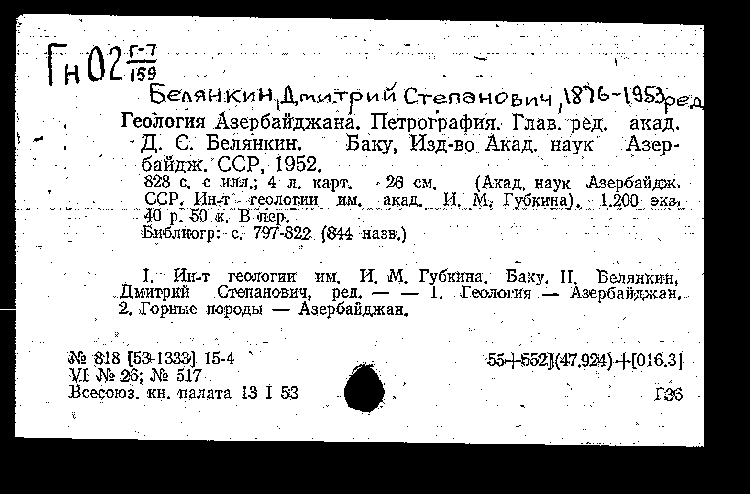 Гн02 Г-7
159
Белянкин, Дмитрий Степанович, 1876-1953, ред.
Геология Азербайджана. Петрография. Глав. ред. акад.
Д. С. Белянкин. Баку, Изд-во Акад. наук Азер-
байдж. ССР, 1952.
828 с. с илл.; 4 л. карт. 26 см. (Акад. наук Азербайдж.
ССР. Ин-т геологии им. акад. И. М. Губкина). 1.200 экз.
40 р. 50 к. В пер.
Библиогр: с. 797-822 (844 назв.)
I. Ин-т геологии им. И. М. Губкина. Баку. II. Белянкин,
Дмитрий Степанович, ред. — — 1. Геология — Азербайджан.
2. Горные породы — Азербайджан.
№ 818 [53-1333] 15-4 55+552](47.924)+[016.3]
VI № 26; № 517
Всесоюз. кн. палата 13 I 53 Г36